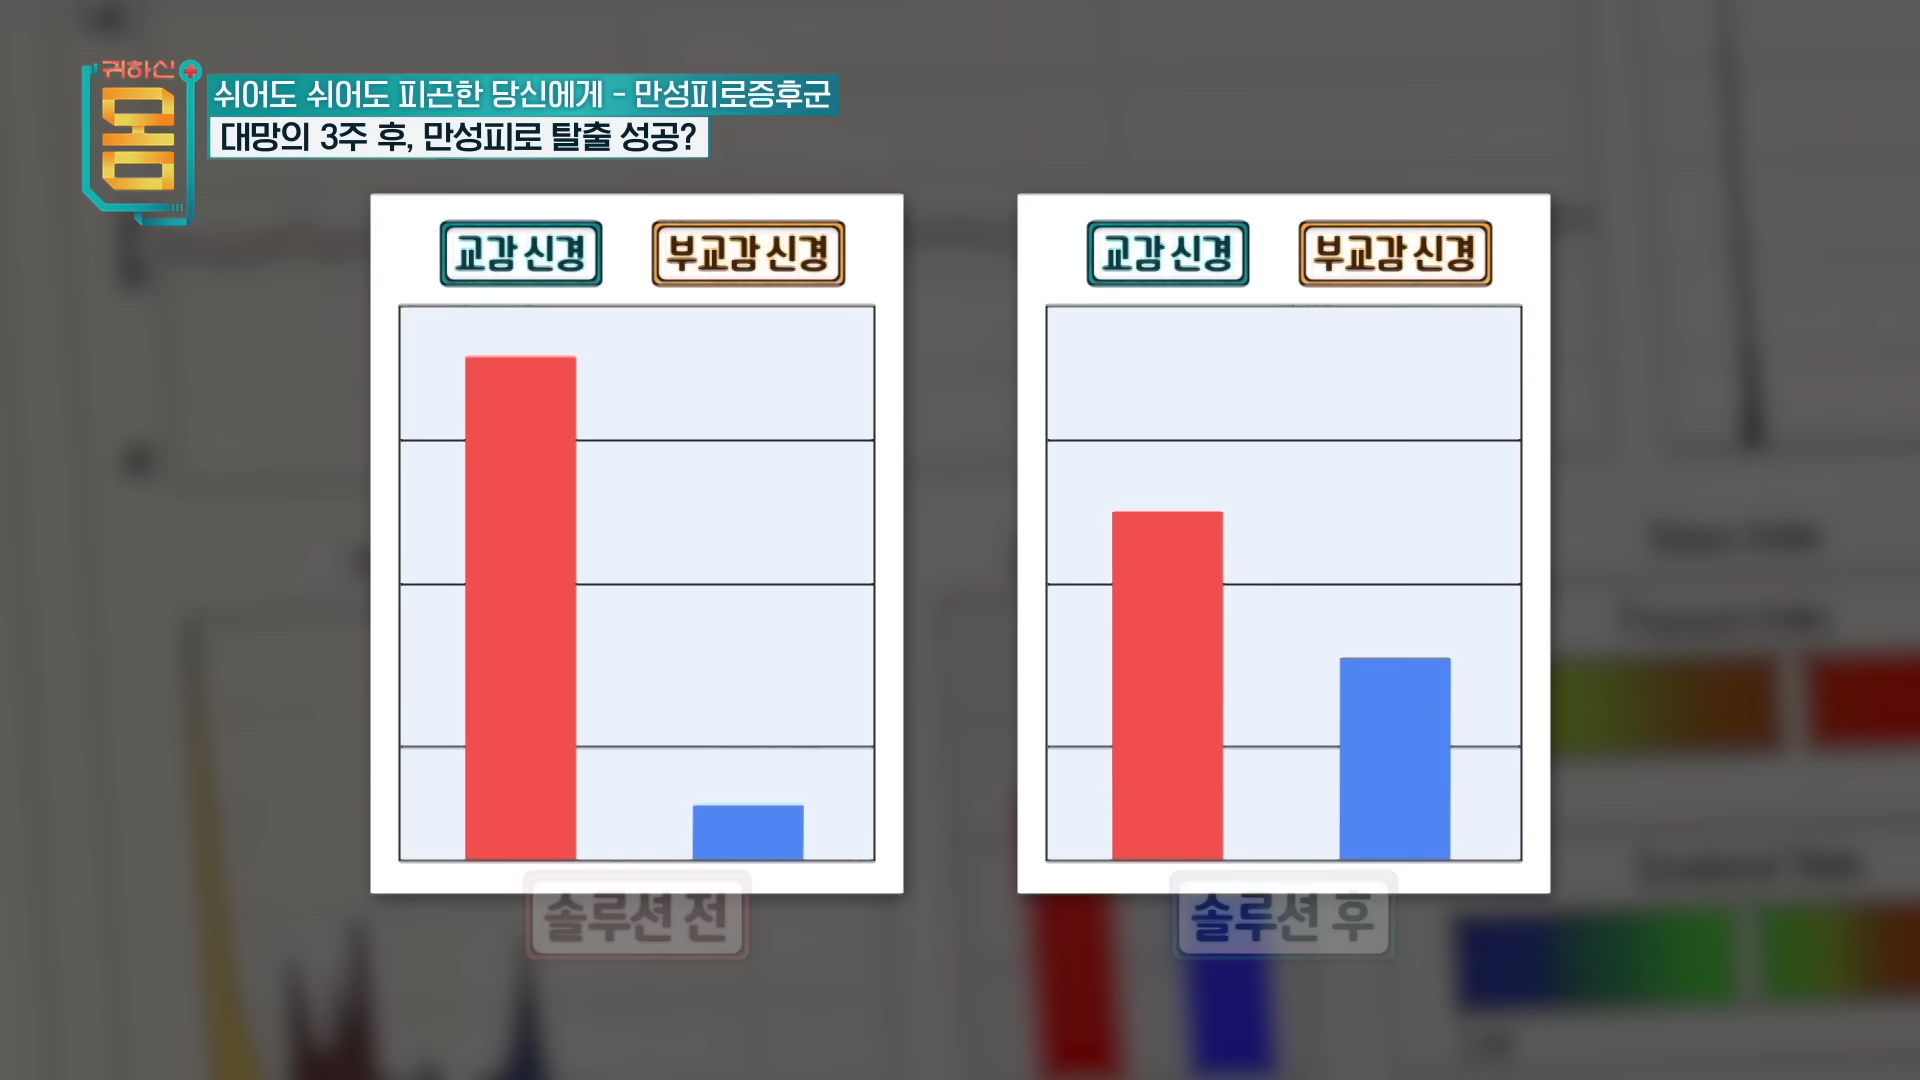 귀하신
몸
쉬어도 쉬어도 피곤한 당신에게 - 만성피로증후군
대망의 3주 후, 만성피로 탈출 성공?
교감 신경
부교감 신경
교감 신경
부교감 신경
솔루션 전
솔루션 후